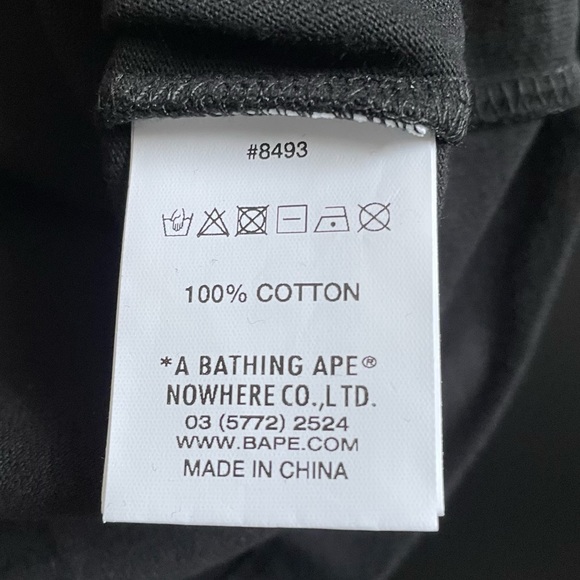 #8493
100% COTTON
*A BATHING APE®
NOWHERE CO.,LTD.
03 (5772) 2524
WWW.BAPE.COM
MADE IN CHINA